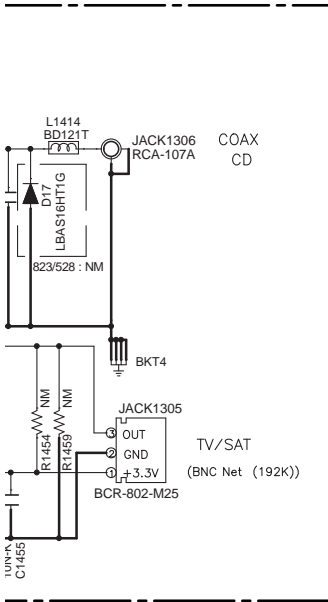 L1414
BD121T
JACK1306
RCA-107A
COAX
CD
D17
LBAS16HT1G
823/528 : NM
BKT4
NM
NM
R1454
R1459
JACK1305
3 OUT
2 GND
1 +3.3V
BCR-802-M25
TV/SAT
(BNC Net (192K))
10N-K
C1455